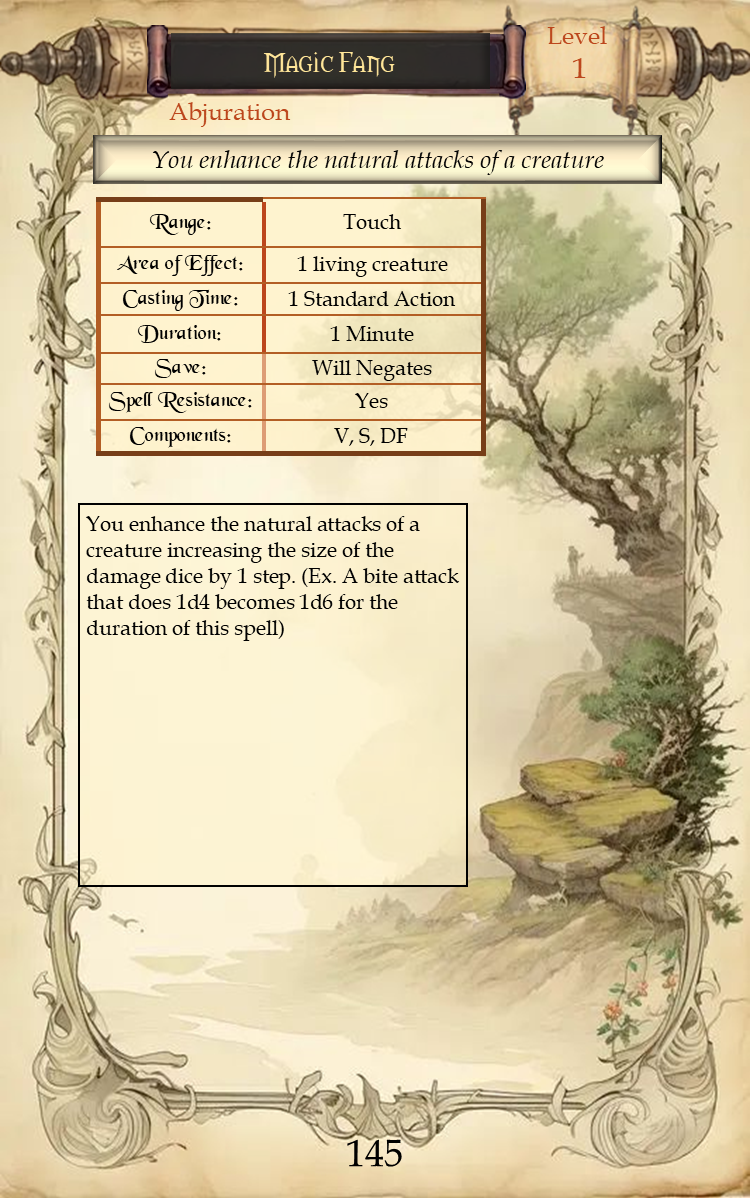 Magic Fang
Level
1
Abjuration
You enhance the natural attacks of a creature
Range: Touch
Area of Effect: 1 living creature
Casting Time: 1 Standard Action
Duration: 1 Minute
Save: Will Negates
Spell Resistance: Yes
Components: V, S, DF
You enhance the natural attacks of a
creature increasing the size of the
damage dice by 1 step. (Ex. A bite attack
that does 1d4 becomes 1d6 for the
duration of this spell)
145